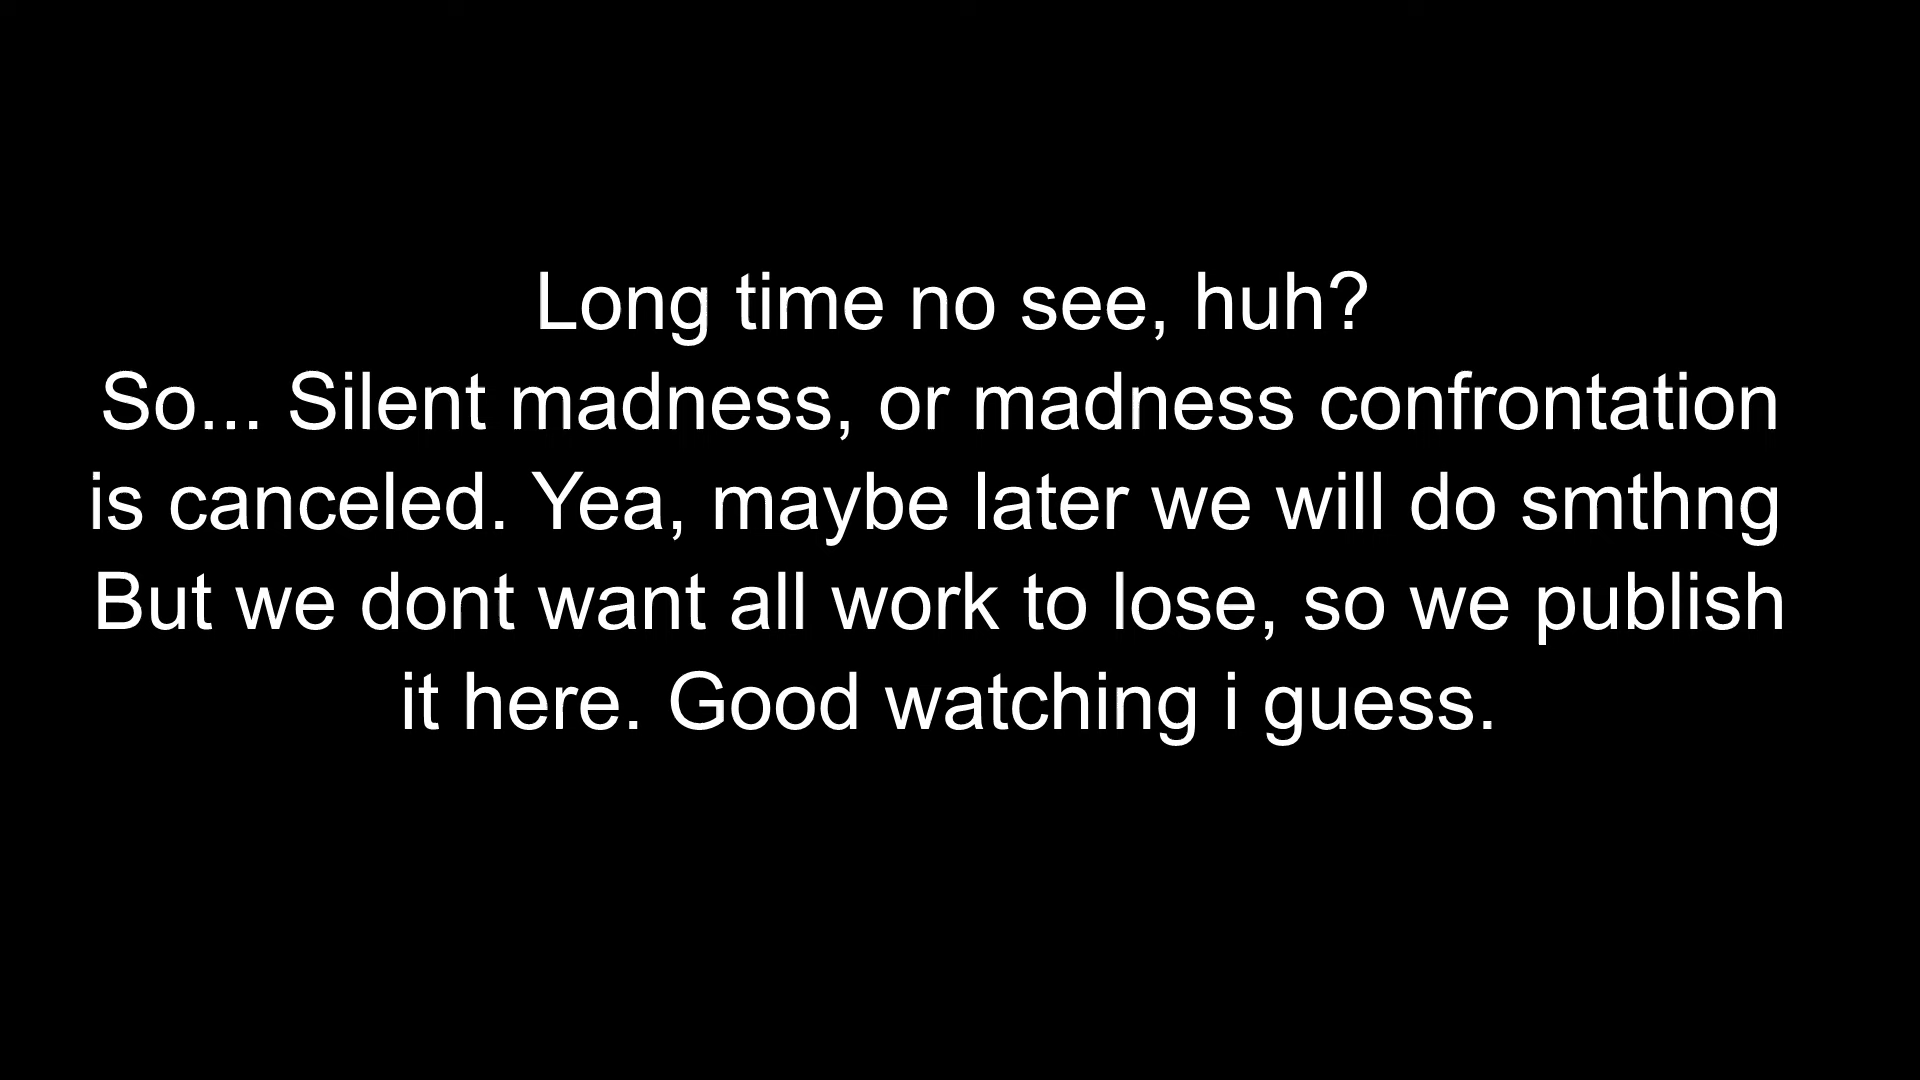 Long time no see, huh?
So... Silent madness, or madness confrontation
is canceled. Yea, maybe later we will do smthng
But we dont want all work to lose, so we publish
it here. Good watching i guess.